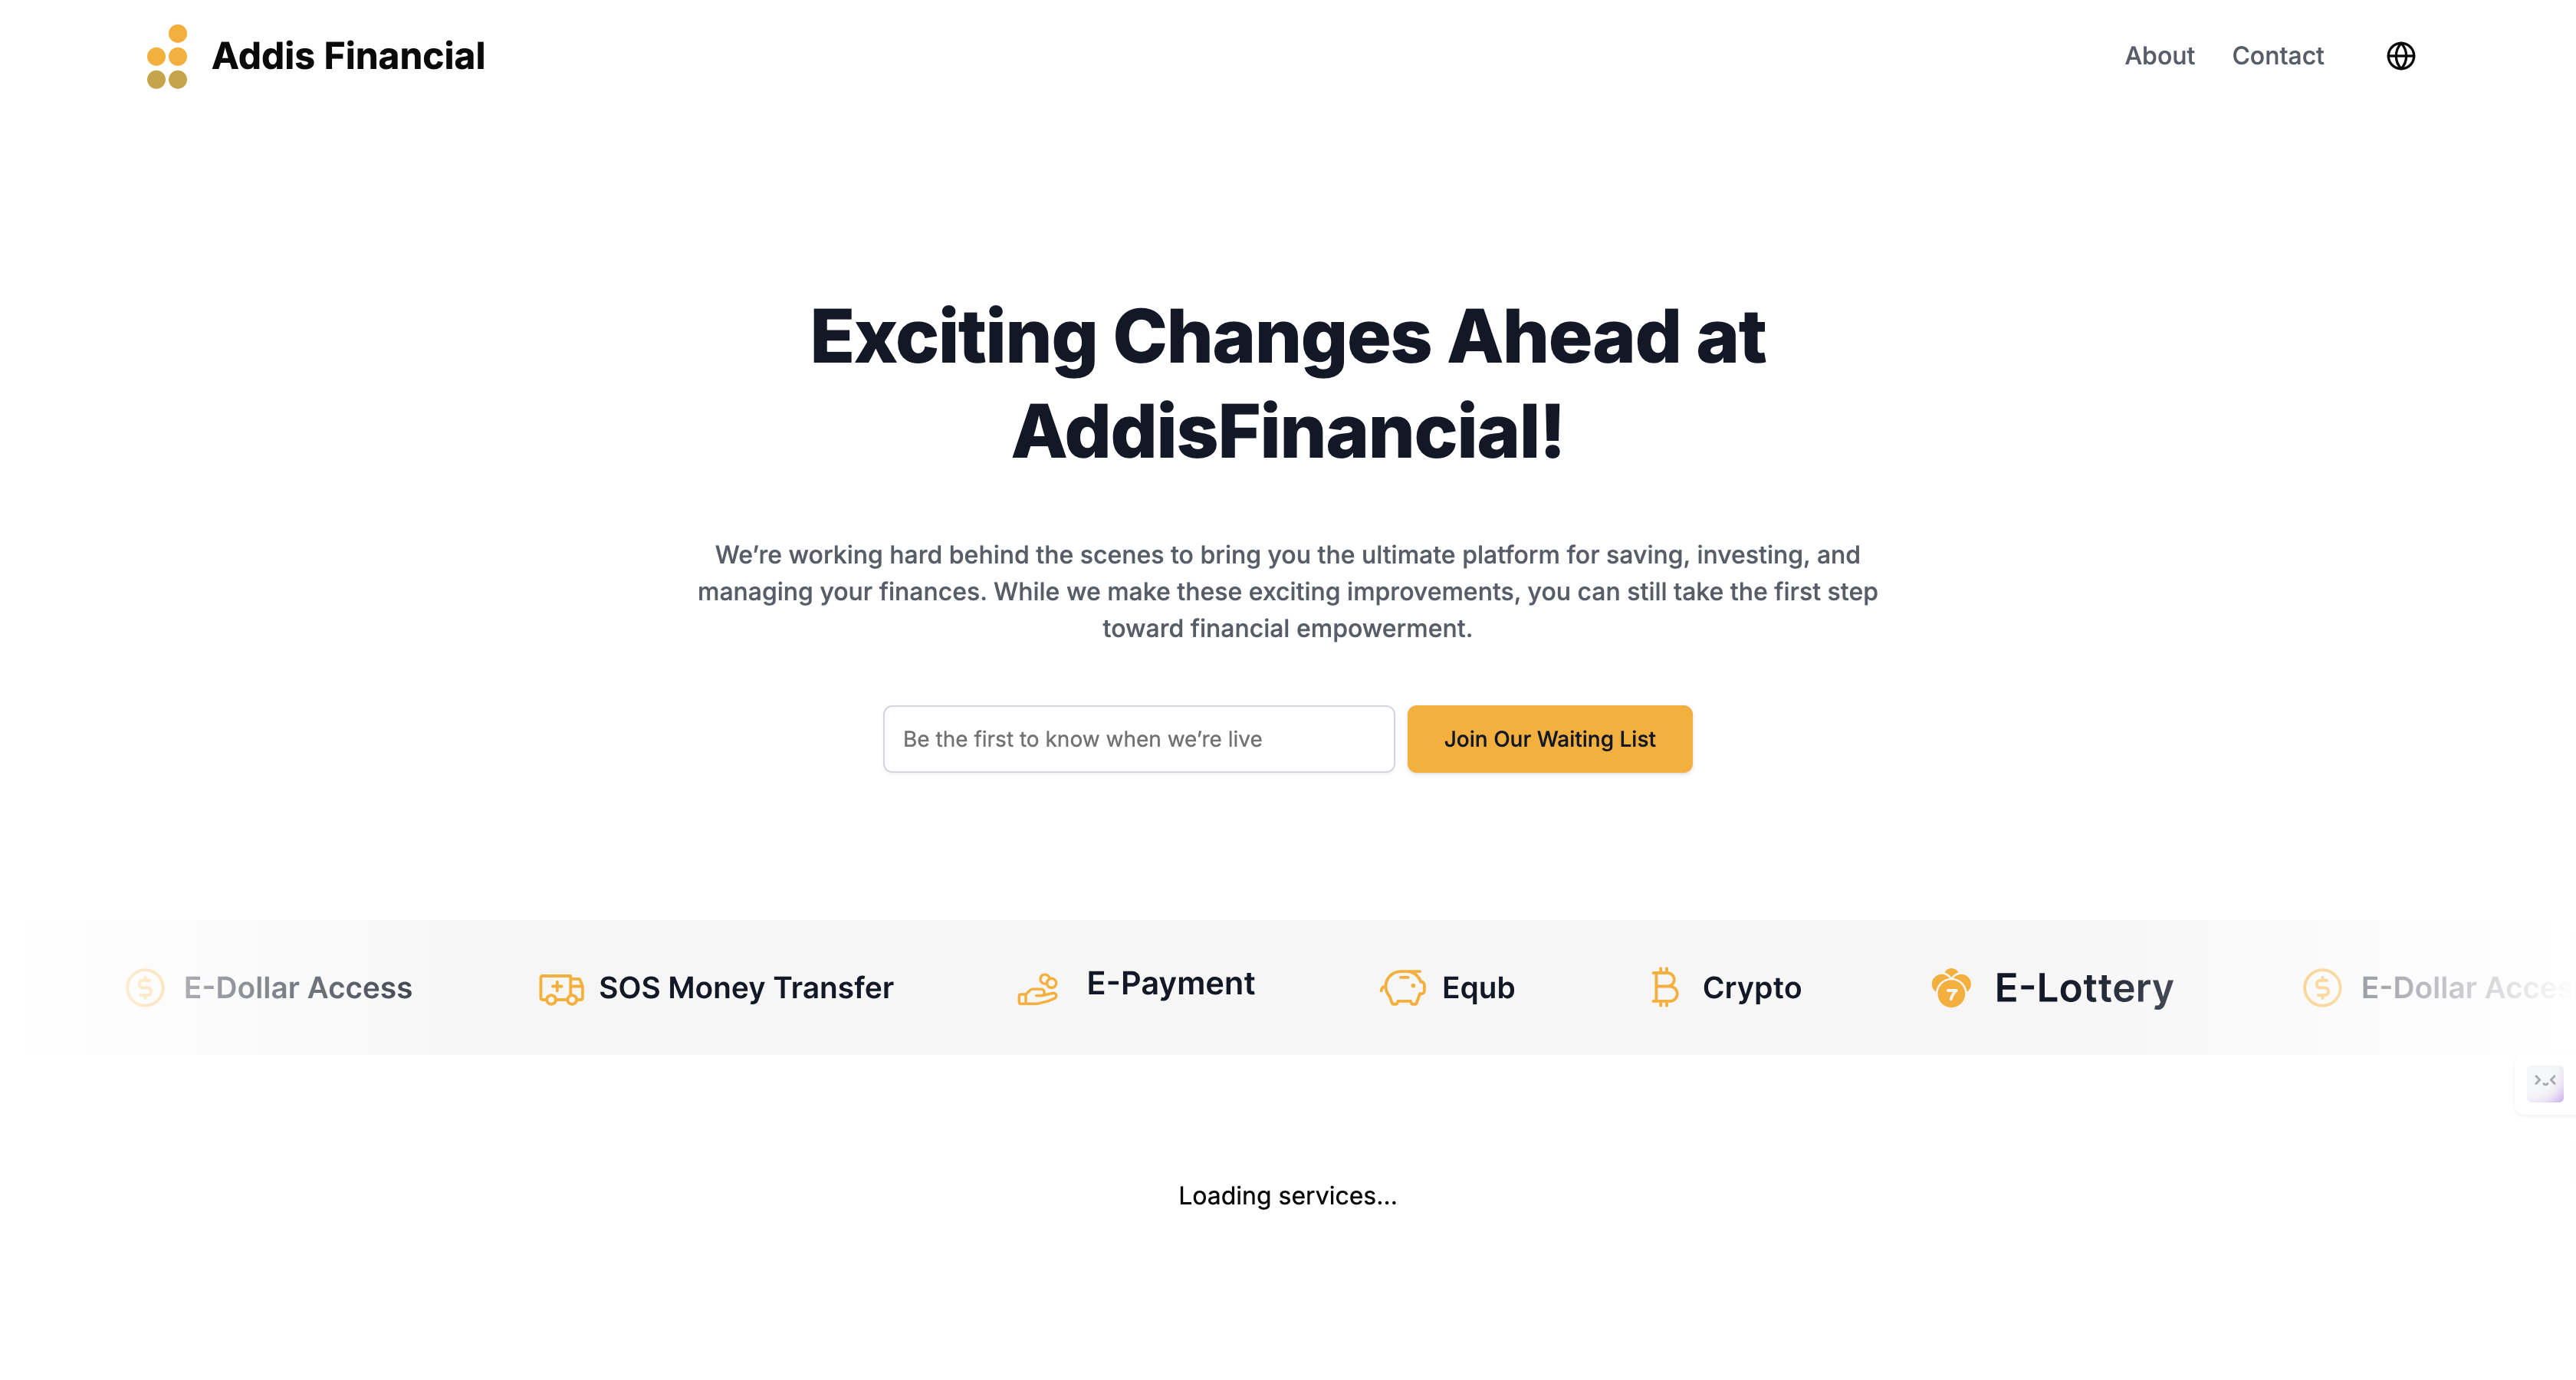 Addis Financial
About
Contact
Exciting Changes Ahead at
AddisFinancial!
We’re working hard behind the scenes to bring you the ultimate platform for saving, investing, and
managing your finances. While we make these exciting improvements, you can still take the first step
toward financial empowerment.
Be the first to know when we’re live
Join Our Waiting List
E-Dollar Access
SOS Money Transfer
E-Payment
Equb
Crypto
7
E-Lottery
E-Dollar Acces
Loading services...